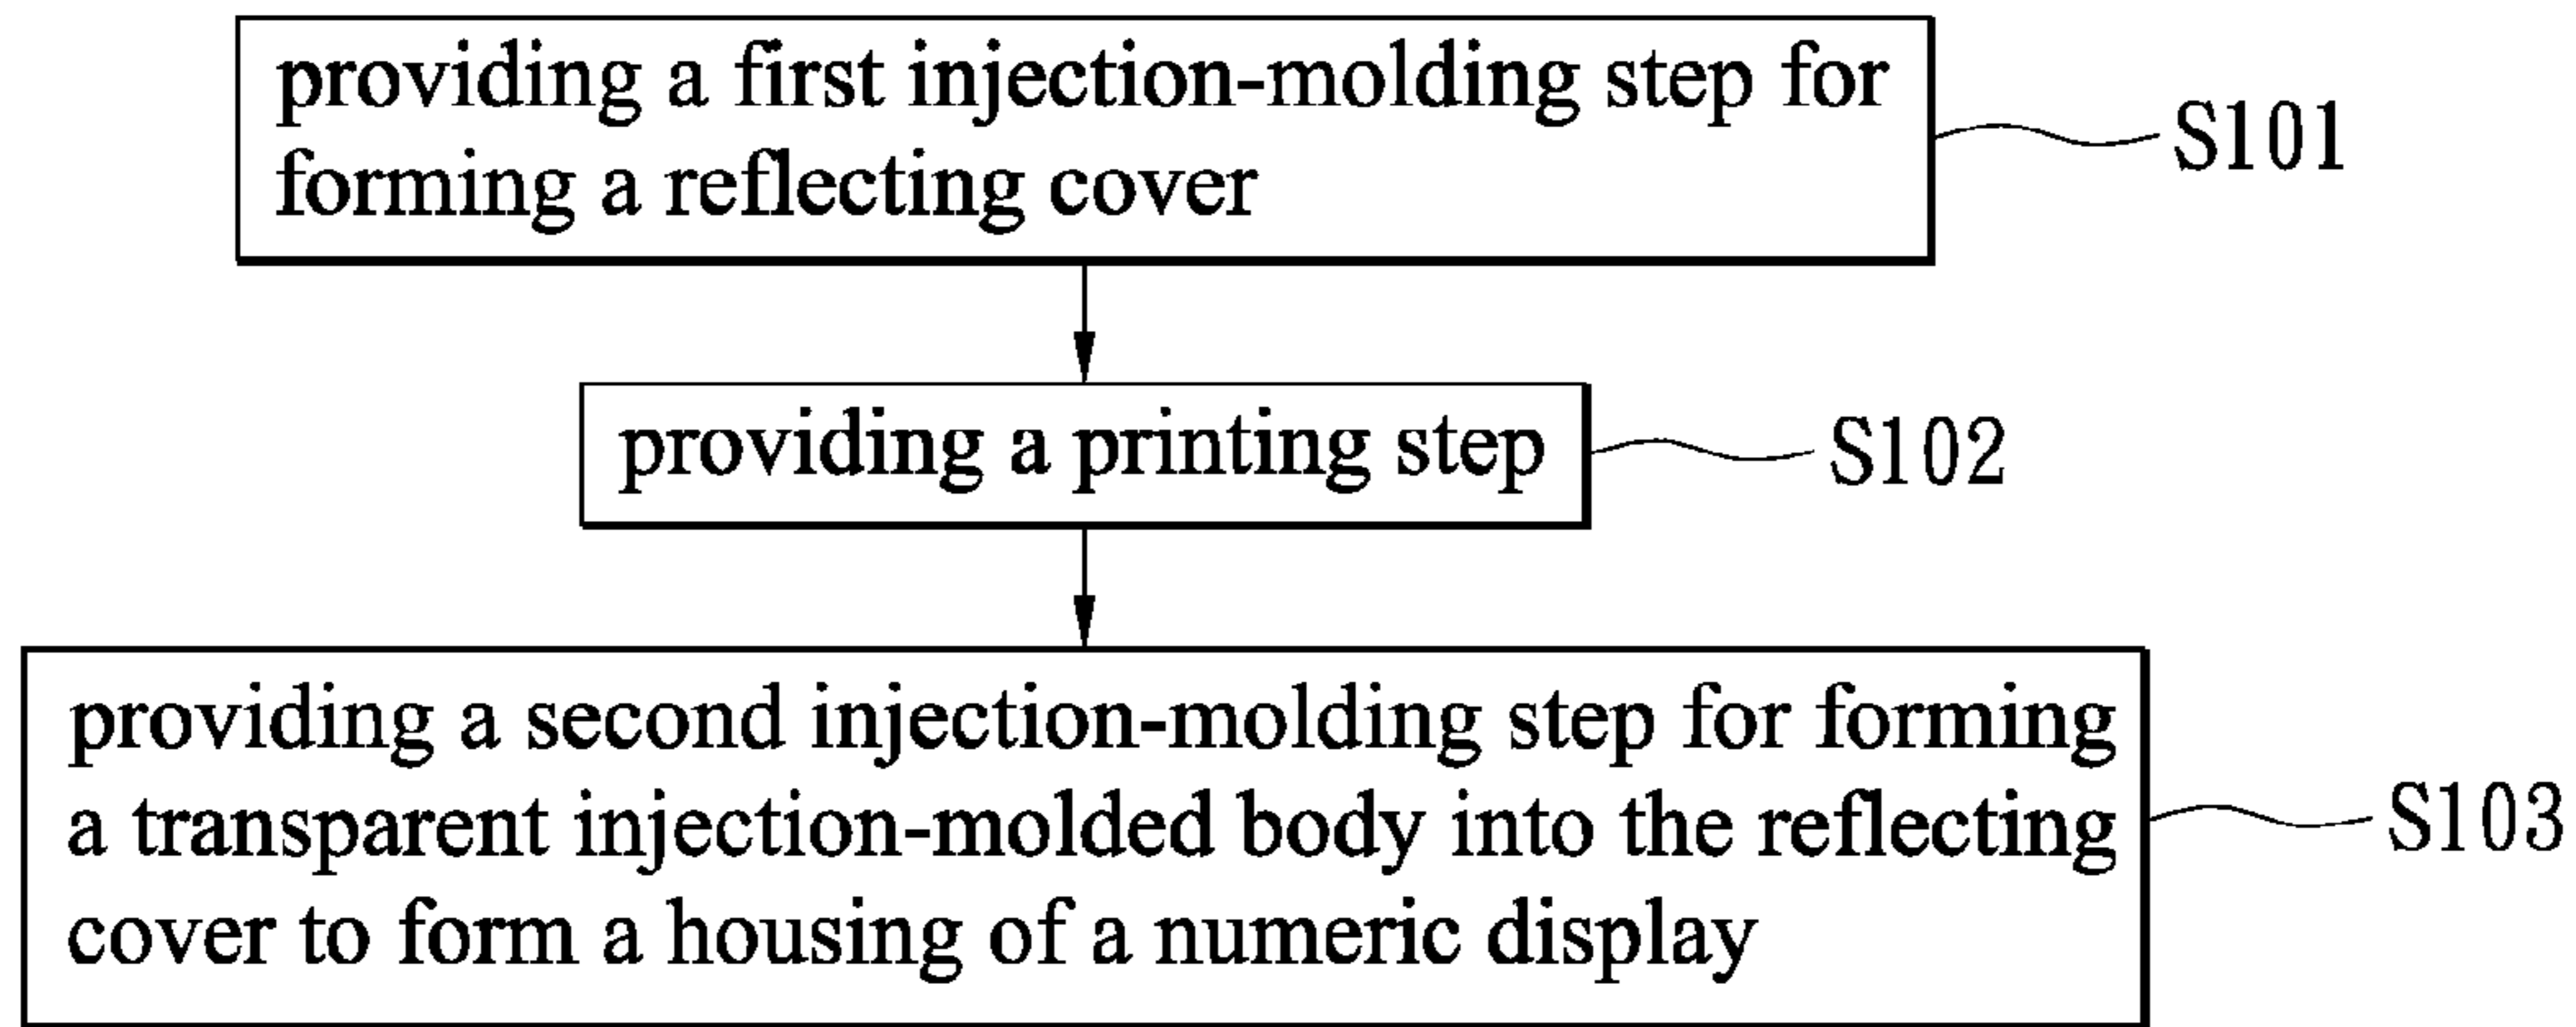 providing a first injection-molding step for
forming a reflecting cover
S101
providing a printing step
S102
providing a second injection-molding step for forming
a transparent injection-molded body into the reflecting
cover to form a housing of a numeric display
S103